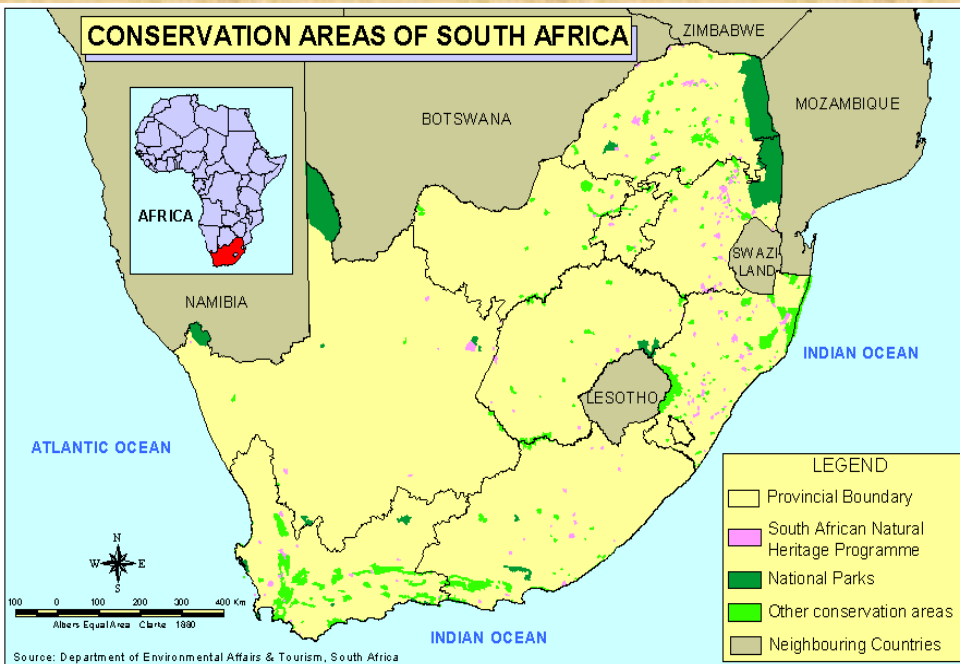 CONSERVATION AREAS OF SOUTH AFRICA
ZIMBABWE
MOZAMBIQUE
BOTSWANA
AFRICA
SWAZI
LAND
NAMIBIA
INDIAN OCEAN
LESOTHO
ATLANTIC OCEAN
LEGEND
Provincial Boundary
South African Natural
Heritage Programme
National Parks
Other conservation areas
Neighbouring Countries
N
W E
S
100 0 100 200 300 400 Km
Albers Equal Area Clarke 1880
INDIAN OCEAN
Source: Department of Environmental Affairs & Tourism, South Africa